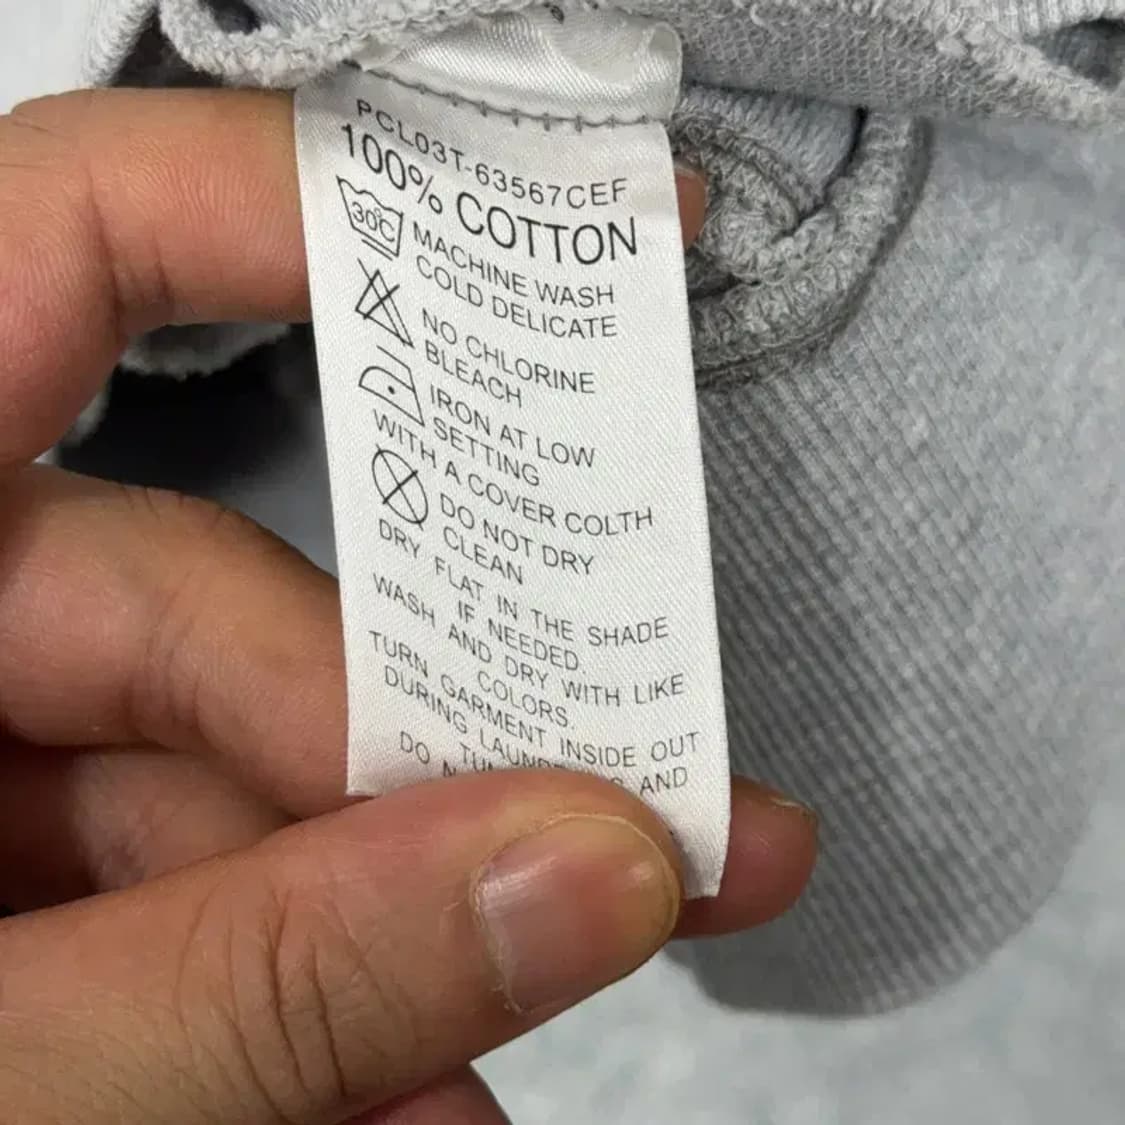 PCL03T-63567CEF
100% COTTON
30°C
MACHINE WASH
COLD DELICATE
NO CHLORINE
BLEACH
IRON AT LOW
SETTING
WITH A COVER COLTH
DO NOT DRY
CLEAN
DRY FLAT IN THE SHADE
IF NEEDED.
WASH AND DRY WITH LIKE
COLORS.
TURN GARMENT INSIDE OUT
DURING AND
DO